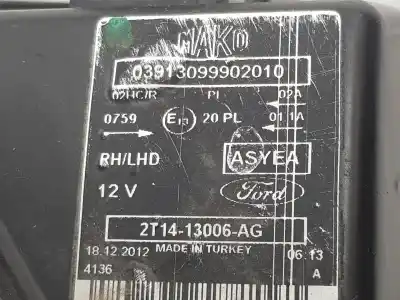 MAKO
03913099902010
02HC/R PL 02A
0759 E13 20 PL 01 1A
RH/LHD ASYEA
12 V Ford
2T14-13006-AG
18.12.2012 MADE IN TURKEY 06:13
4136 A